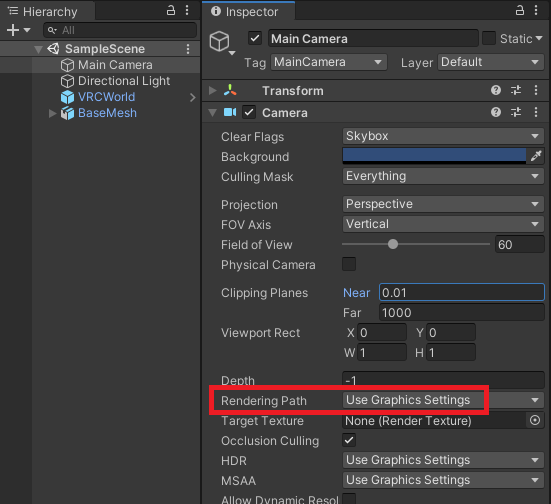 Hierarchy
All
SampleScene
Main Camera
Directional Light
VRCWorld
BaseMesh
Inspector
Main Camera
Static
Tag MainCamera Layer Default
Transform
Camera
Clear Flags Skybox
Background
Culling Mask Everything
Projection Perspective
FOV Axis Vertical
Field of View 60
Physical Camera
Clipping Planes Near 0.01
Far 1000
Viewport Rect X 0 Y 0
W 1 H 1
Depth -1
Rendering Path Use Graphics Settings
Target Texture None (Render Texture)
Occlusion Culling
HDR Use Graphics Settings
MSAA Use Graphics Settings
Allow Dynamic Resol